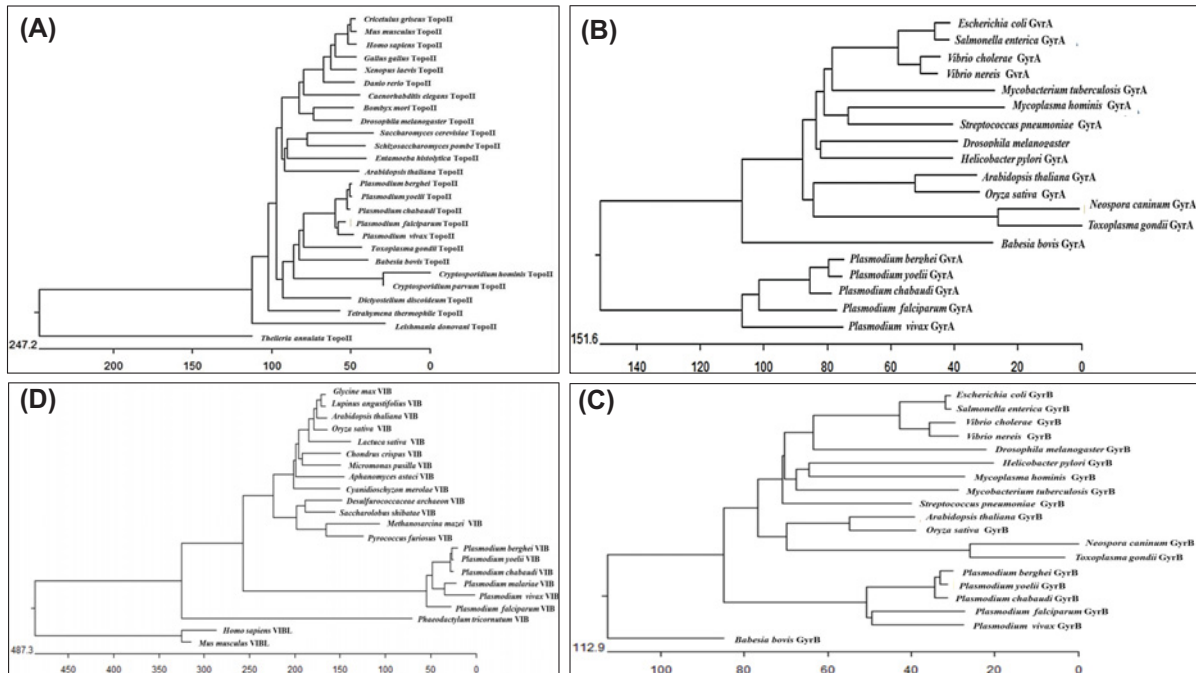 (A)
Cricetulus griseus TopoII
Mus musculus TopoII
Homo sapiens TopoII
Gallus gallus TopoII
Xenopus laevis TopoII
Danio rerio TopoII
Caenorhabditis elegans TopoII
Bombyx mori TopoII
Drosophila melanogaster TopoII
Saccharomyces cerevisiae TopoII
Schizosaccharomyces pombe TopoII
Entamoeba histolytica TopoII
Arabidopsis thaliana TopoII
Plasmodium berghei TopoII
Plasmodium yoelii TopoII
Plasmodium chabaudi TopoII
Plasmodium falciparum TopoII
Plasmodium vivax TopoII
Toxoplasma gondii TopoII
Babesia bovis TopoII
Cryptosporidium hominis TopoII
Cryptosporidium parvum TopoII
Dictyostelium discoideum TopoII
Tetrahymena thermophile TopoII
Leishmania donovani TopoII
Theileria annulata TopoII
247.2
200 150 100 50 0
(B)
Escherichia coli GyrA
Salmonella enterica GyrA
Vibrio cholerae GyrA
Vibrio nereis GyrA
Mycobacterium tuberculosis GyrA
Mycoplasma hominis GyrA
Streptococcus pneumoniae GyrA
Drosophila melanogaster
Helicobacter pylori GyrA
Arabidopsis thaliana GyrA
Oryza sativa GyrA
Neospora caninum GyrA
Toxoplasma gondii GyrA
Babesia bovis GyrA
Plasmodium berghei GyrA
Plasmodium yoelii GyrA
Plasmodium chabaudi GyrA
Plasmodium falciparum GyrA
Plasmodium vivax GyrA
151.6
140 120 100 80 60 40 20 0
(D)
Glycine max VIB
Lupinus angustifolius VIB
Arabidopsis thaliana VIB
Oryza sativa VIB
Lactuca sativa VIB
Chondrus crispus VIB
Micromonas pusilla VIB
Aphanomyces astaci VIB
Cyanidioschyzon merolae VIB
Desulfurococcaceae archaeon VIB
Saccharolobus shibatae VIB
Methanosarcina mazei VIB
Pyrococcus furiosus VIB
Plasmodium berghei VIB
Plasmodium yoelii VIB
Plasmodium chabaudi VIB
Plasmodium malariae VIB
Plasmodium vivax VIB
Plasmodium falciparum VIB
Phaeodactylum tricornutum VIB
Homo sapiens VIBL
Mus musculus VIBL
487.3
450 400 350 300 250 200 150 100 50 0
(C)
Escherichia coli GyrB
Salmonella enterica GyrB
Vibrio cholerae GyrB
Vibrio nereis GyrB
Drosophila melanogaster GyrB
Helicobacter pylori GyrB
Mycoplasma hominis GyrB
Mycobacterium tuberculosis GyrB
Streptococcus pneumoniae GyrB
Arabidopsis thaliana GyrB
Oryza sativa GyrB
Neospora caninum GyrB
Toxoplasma gondii GyrB
Plasmodium berghei GyrB
Plasmodium yoelii GyrB
Plasmodium chabaudi GyrB
Plasmodium falciparum GyrB
Plasmodium vivax GyrB
Babesia bovis GyrB
112.9
100 80 60 40 20 0